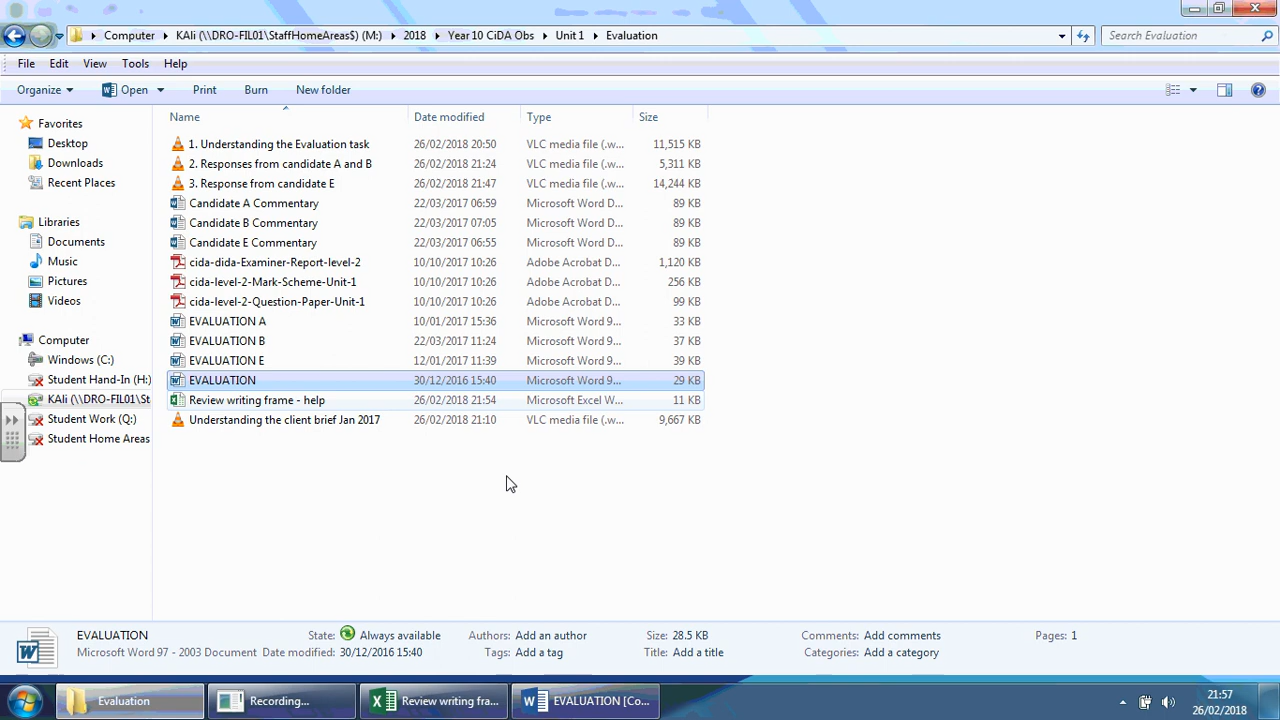 Computer KAli (\\DRO-FIL01\StaffHomeAreas$) (M:) 2018 Year 10 CiDA Obs Unit 1 Evaluation Search Evaluation
File Edit View Tools Help
Organize Open Print Burn New folder
Favorites
Desktop
Downloads
Recent Places
Libraries
Documents
Music
Pictures
Videos
Computer
Windows (C:)
Student Hand-In (H:)
KAli (\\DRO-FIL01\St
Student Work (Q:)
Student Home Areas
Name Date modified Type Size
1. Understanding the Evaluation task 26/02/2018 20:50 VLC media file (.w... 11,515 KB
2. Responses from candidate A and B 26/02/2018 21:24 VLC media file (.w... 5,311 KB
3. Response from candidate E 26/02/2018 21:47 VLC media file (.w... 14,244 KB
Candidate A Commentary 22/03/2017 06:59 Microsoft Word D... 89 KB
Candidate B Commentary 22/03/2017 07:05 Microsoft Word D... 89 KB
Candidate E Commentary 22/03/2017 06:55 Microsoft Word D... 89 KB
cida-dida-Examiner-Report-level-2 10/10/2017 10:26 Adobe Acrobat D... 1,120 KB
cida-level-2-Mark-Scheme-Unit-1 10/10/2017 10:26 Adobe Acrobat D... 256 KB
cida-level-2-Question-Paper-Unit-1 10/10/2017 10:26 Adobe Acrobat D... 99 KB
EVALUATION A 10/01/2017 15:36 Microsoft Word 9... 33 KB
EVALUATION B 22/03/2017 11:24 Microsoft Word 9... 37 KB
EVALUATION E 12/01/2017 11:39 Microsoft Word 9... 39 KB
EVALUATION 30/12/2016 15:40 Microsoft Word 9... 29 KB
Review writing frame - help 26/02/2018 21:54 Microsoft Excel W... 11 KB
Understanding the client brief Jan 2017 26/02/2018 21:10 VLC media file (.w... 9,667 KB
EVALUATION State: Always available Authors: Add an author Size: 28.5 KB Comments: Add comments Pages: 1
Microsoft Word 97 - 2003 Document Date modified: 30/12/2016 15:40 Tags: Add a tag Title: Add a title Categories: Add a category
Evaluation Recording... Review writing fra... EVALUATION [Co... 21:57
26/02/2018